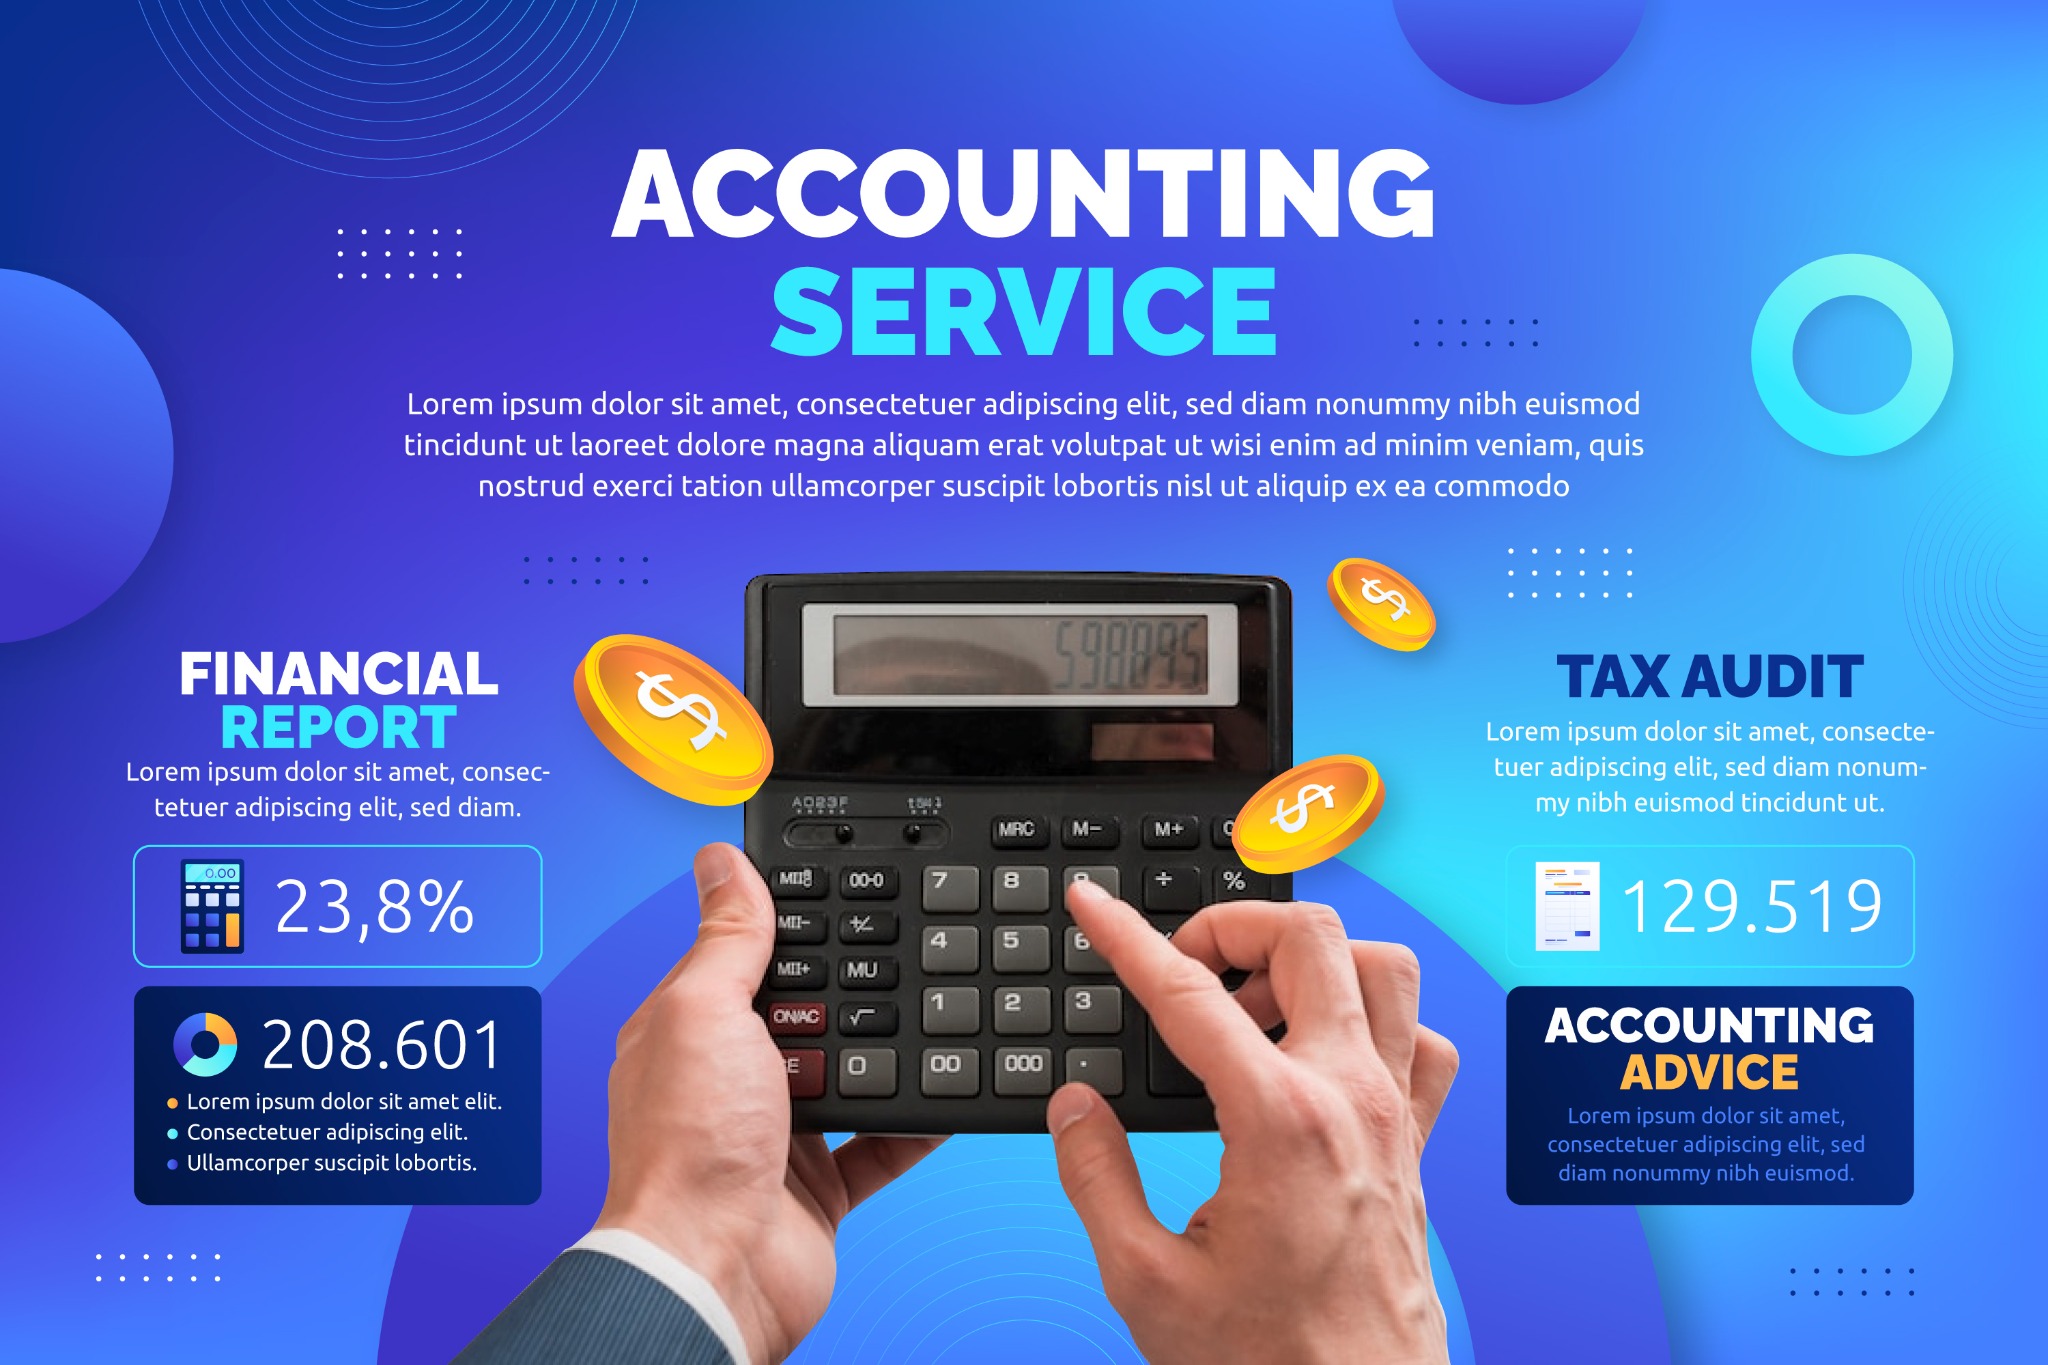 ACCOUNTING
SERVICE
Lorem ipsum dolor sit amet, consectetuer adipiscing elit, sed diam nonummy nibh euismod
tincidunt ut laoreet dolore magna aliquam erat volutpat ut wisi enim ad minim veniam, quis
nostrud exerci tation ullamcorper suscipit lobortis nisl ut aliquip ex ea commodo
FINANCIAL
REPORT
Lorem ipsum dolor sit amet, consec-
tetuer adipiscing elit, sed diam.
0.00
23,8%
208.601
Lorem ipsum dolor sit amet elit.
Consectetuer adipiscing elit.
Ullamcorper suscipit lobortis.
$
$
$
A023F
MRC M− M+
00→0 7 8 ÷ %
MII− +/− 4 5 6
MII+ MU
ON/AC √ 1 2 3
0 00 000 ·
TAX AUDIT
Lorem ipsum dolor sit amet, consecte-
tuer adipiscing elit, sed diam nonum-
my nibh euismod tincidunt ut.
129.519
ACCOUNTING
ADVICE
Lorem ipsum dolor sit amet,
consectetuer adipiscing elit, sed
diam nonummy nibh euismod.